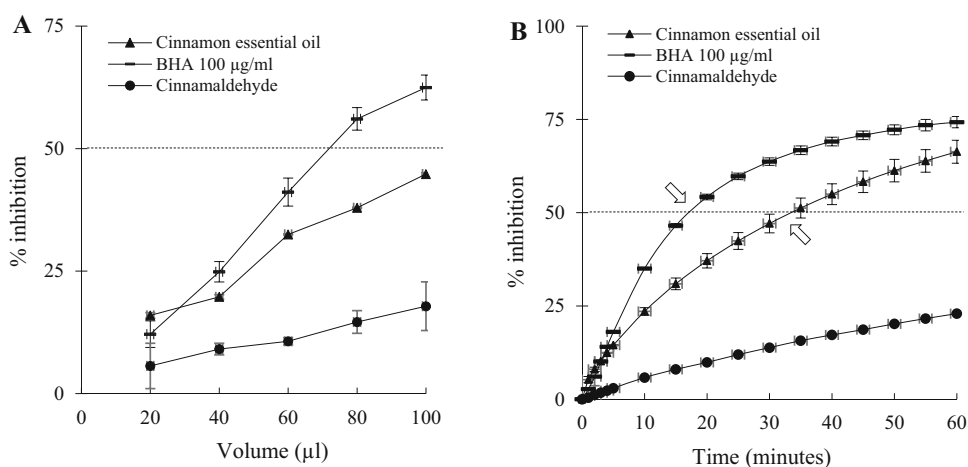 A
75
50
25
0
% inhibition
Cinnamon essential oil
BHA 100 µg/ml
Cinnamaldehyde
0 20 40 60 80 100
Volume (µl)
B
100
75
50
25
0
% inhibition
Cinnamon essential oil
BHA 100 µg/ml
Cinnamaldehyde
0 10 20 30 40 50 60
Time (minutes)